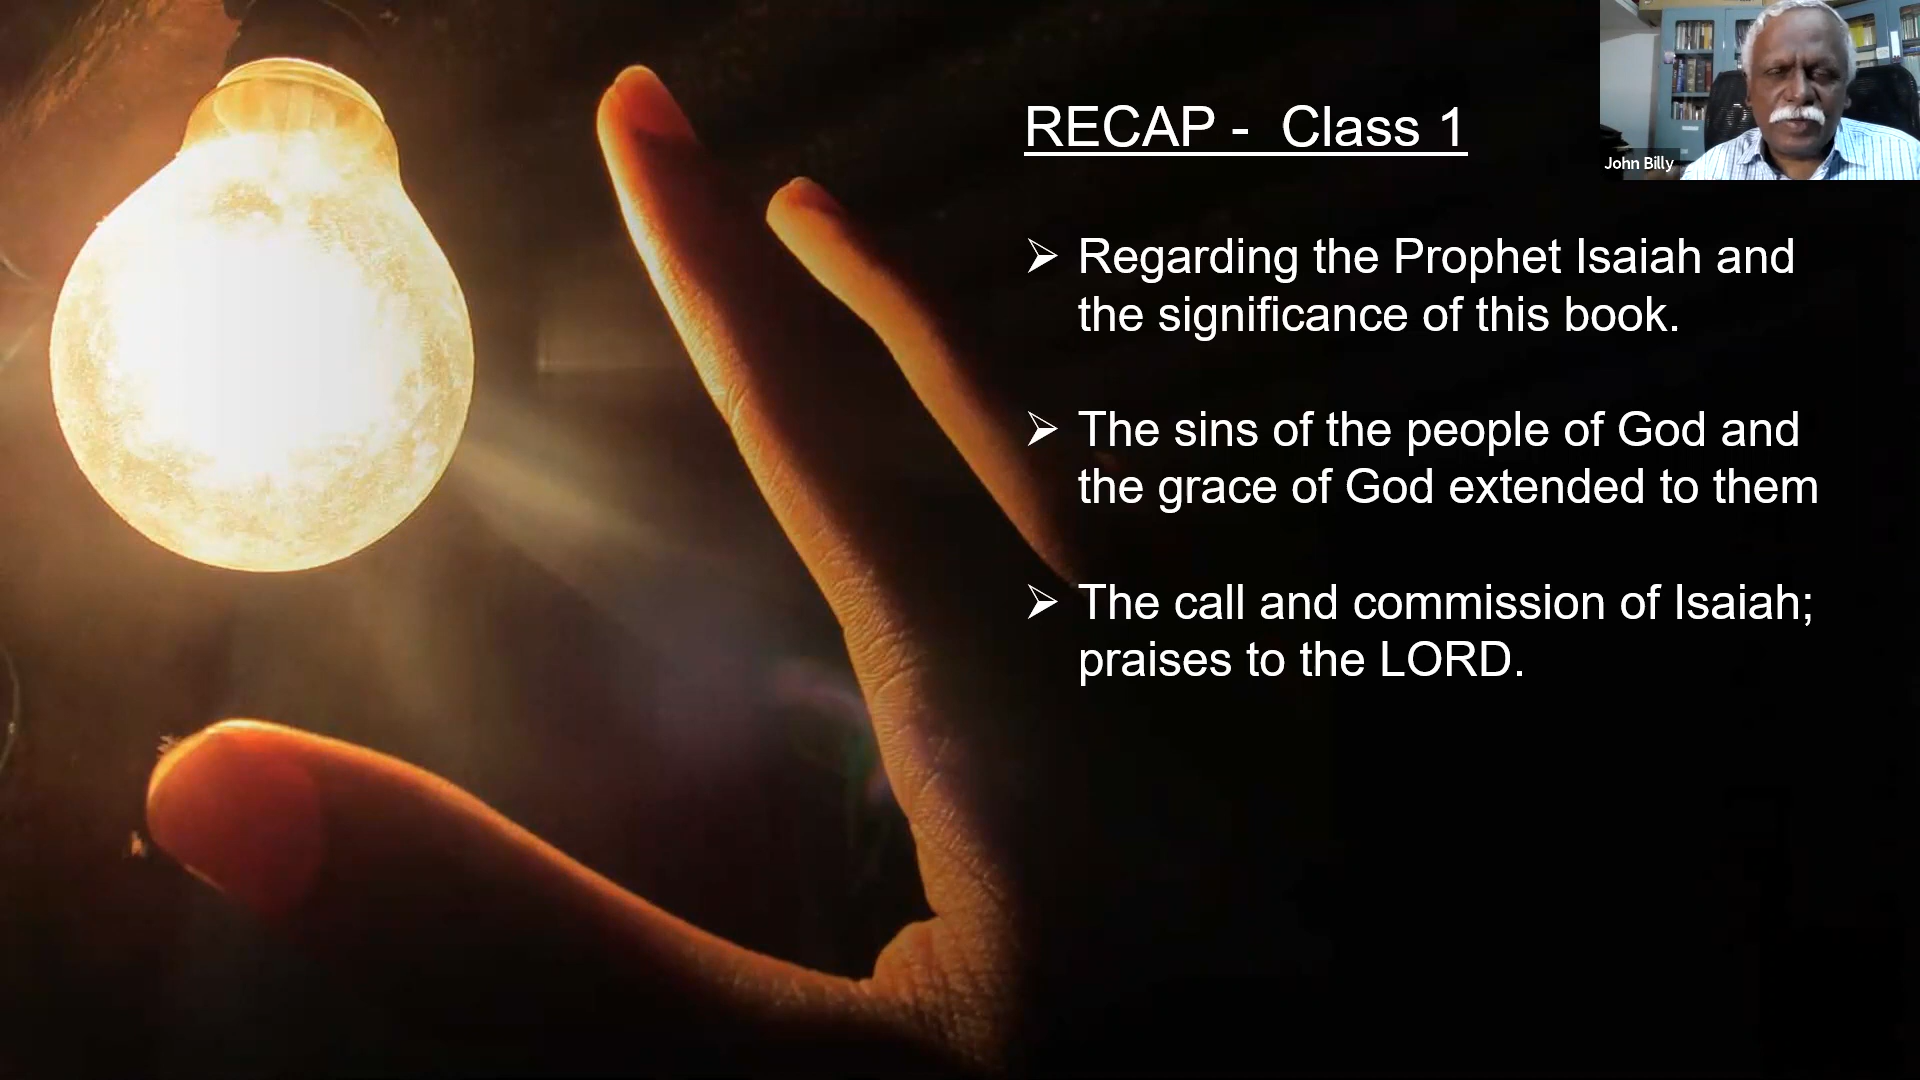 RECAP - Class 1
John Billy
➢ Regarding the Prophet Isaiah and
the significance of this book.
➢ The sins of the people of God and
the grace of God extended to them
➢ The call and commission of Isaiah;
praises to the LORD.